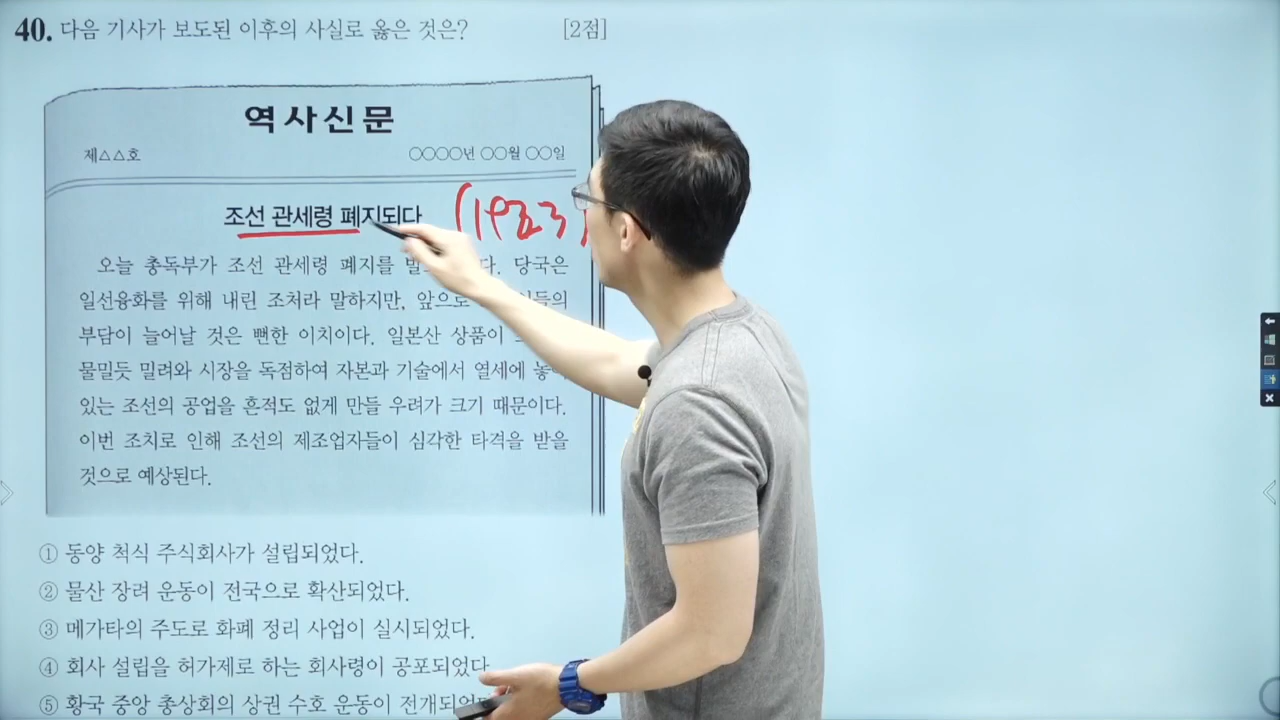 40. 다음 기사가 보도된 이후의 사실로 옳은 것은? [2점]
역사신문
제△△호 ○○○○년 ○○월 ○○일
조선 관세령 폐지되다 (1923)
오늘 총독부가 조선 관세령 폐지를 당국은
일선융화를 위해 내린 조처라 말하지만, 앞으로
부담이 늘어날 것은 뻔한 이치이다. 일본산 상품이
물밀듯 밀려와 시장을 독점하여 자본과 기술에서 열세에
있는 조선의 공업을 흔적도 없게 만들 우려가 크기 때문이다.
이번 조치로 인해 조선의 제조업자들이 심각한 타격을 받을
것으로 예상된다.
① 동양 척식 주식회사가 설립되었다.
② 물산 장려 운동이 전국으로 확산되었다.
③ 메가타의 주도로 화폐 정리 사업이 실시되었다.
④ 회사 설립을 허가제로 하는 회사령이 공포되었다.
⑤ 황국 중앙 총상회의 상권 수호 운동이